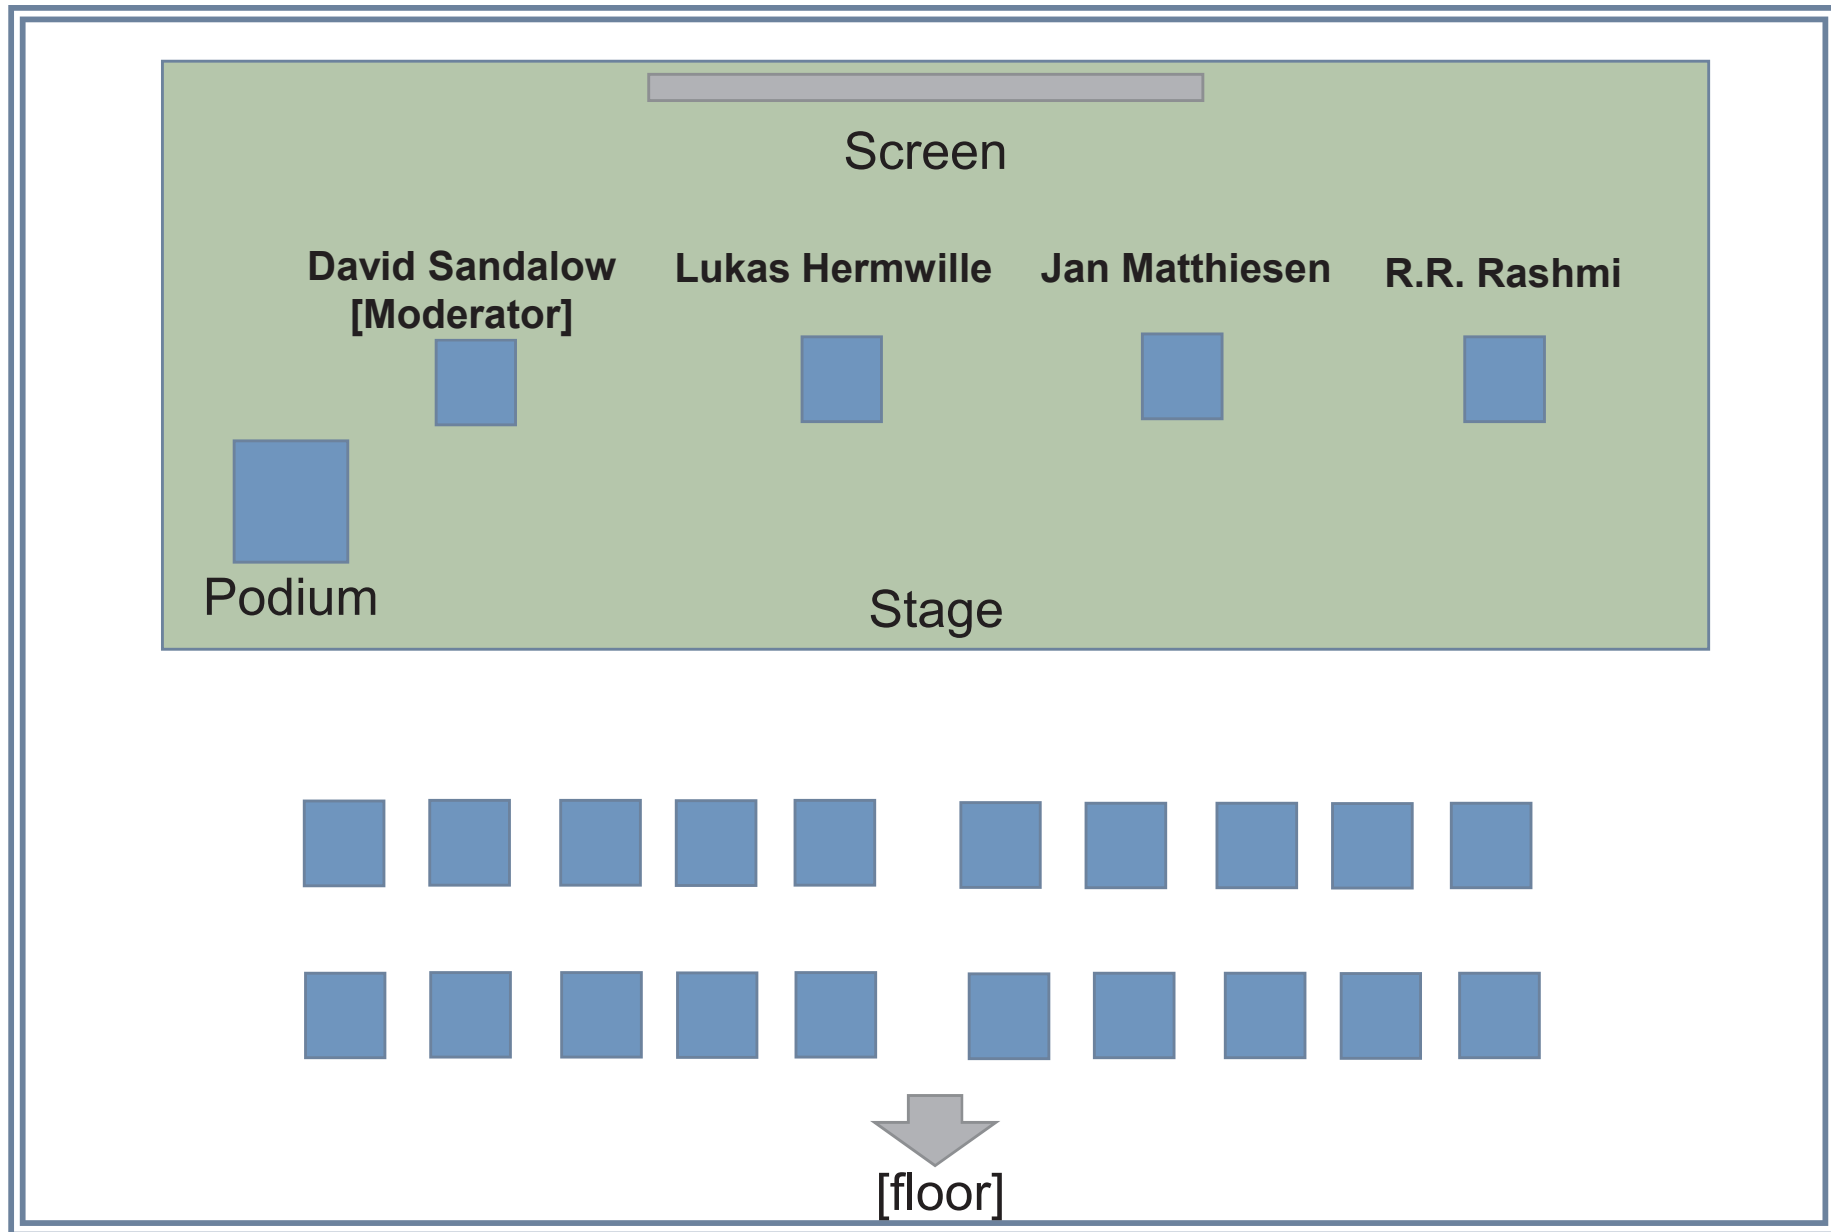 Screen
David Sandalow
[Moderator]
Lukas Hermwille
Jan Matthiesen
R.R. Rashmi
Podium
Stage
[floor]